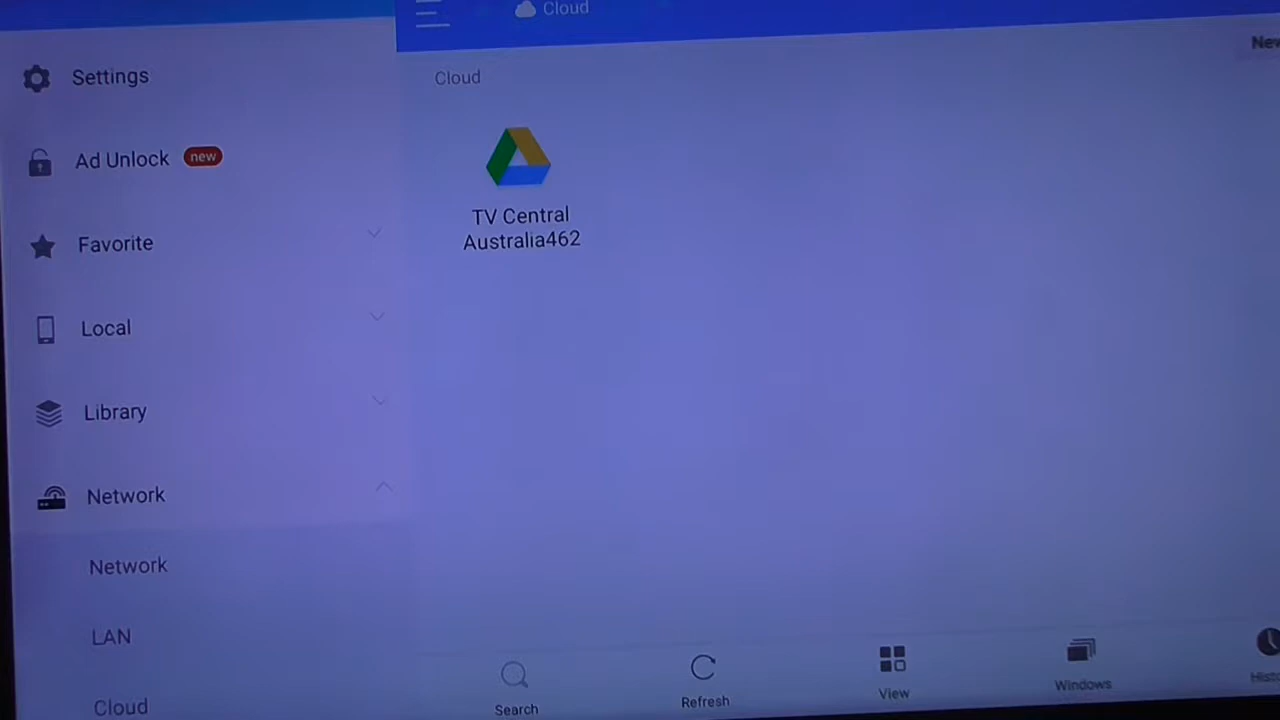 Settings
Ad Unlock new
Favorite
Local
Library
Network
Network
LAN
Cloud
Cloud
Cloud
TV Central
Australia462
Search
Refresh
View
Windows